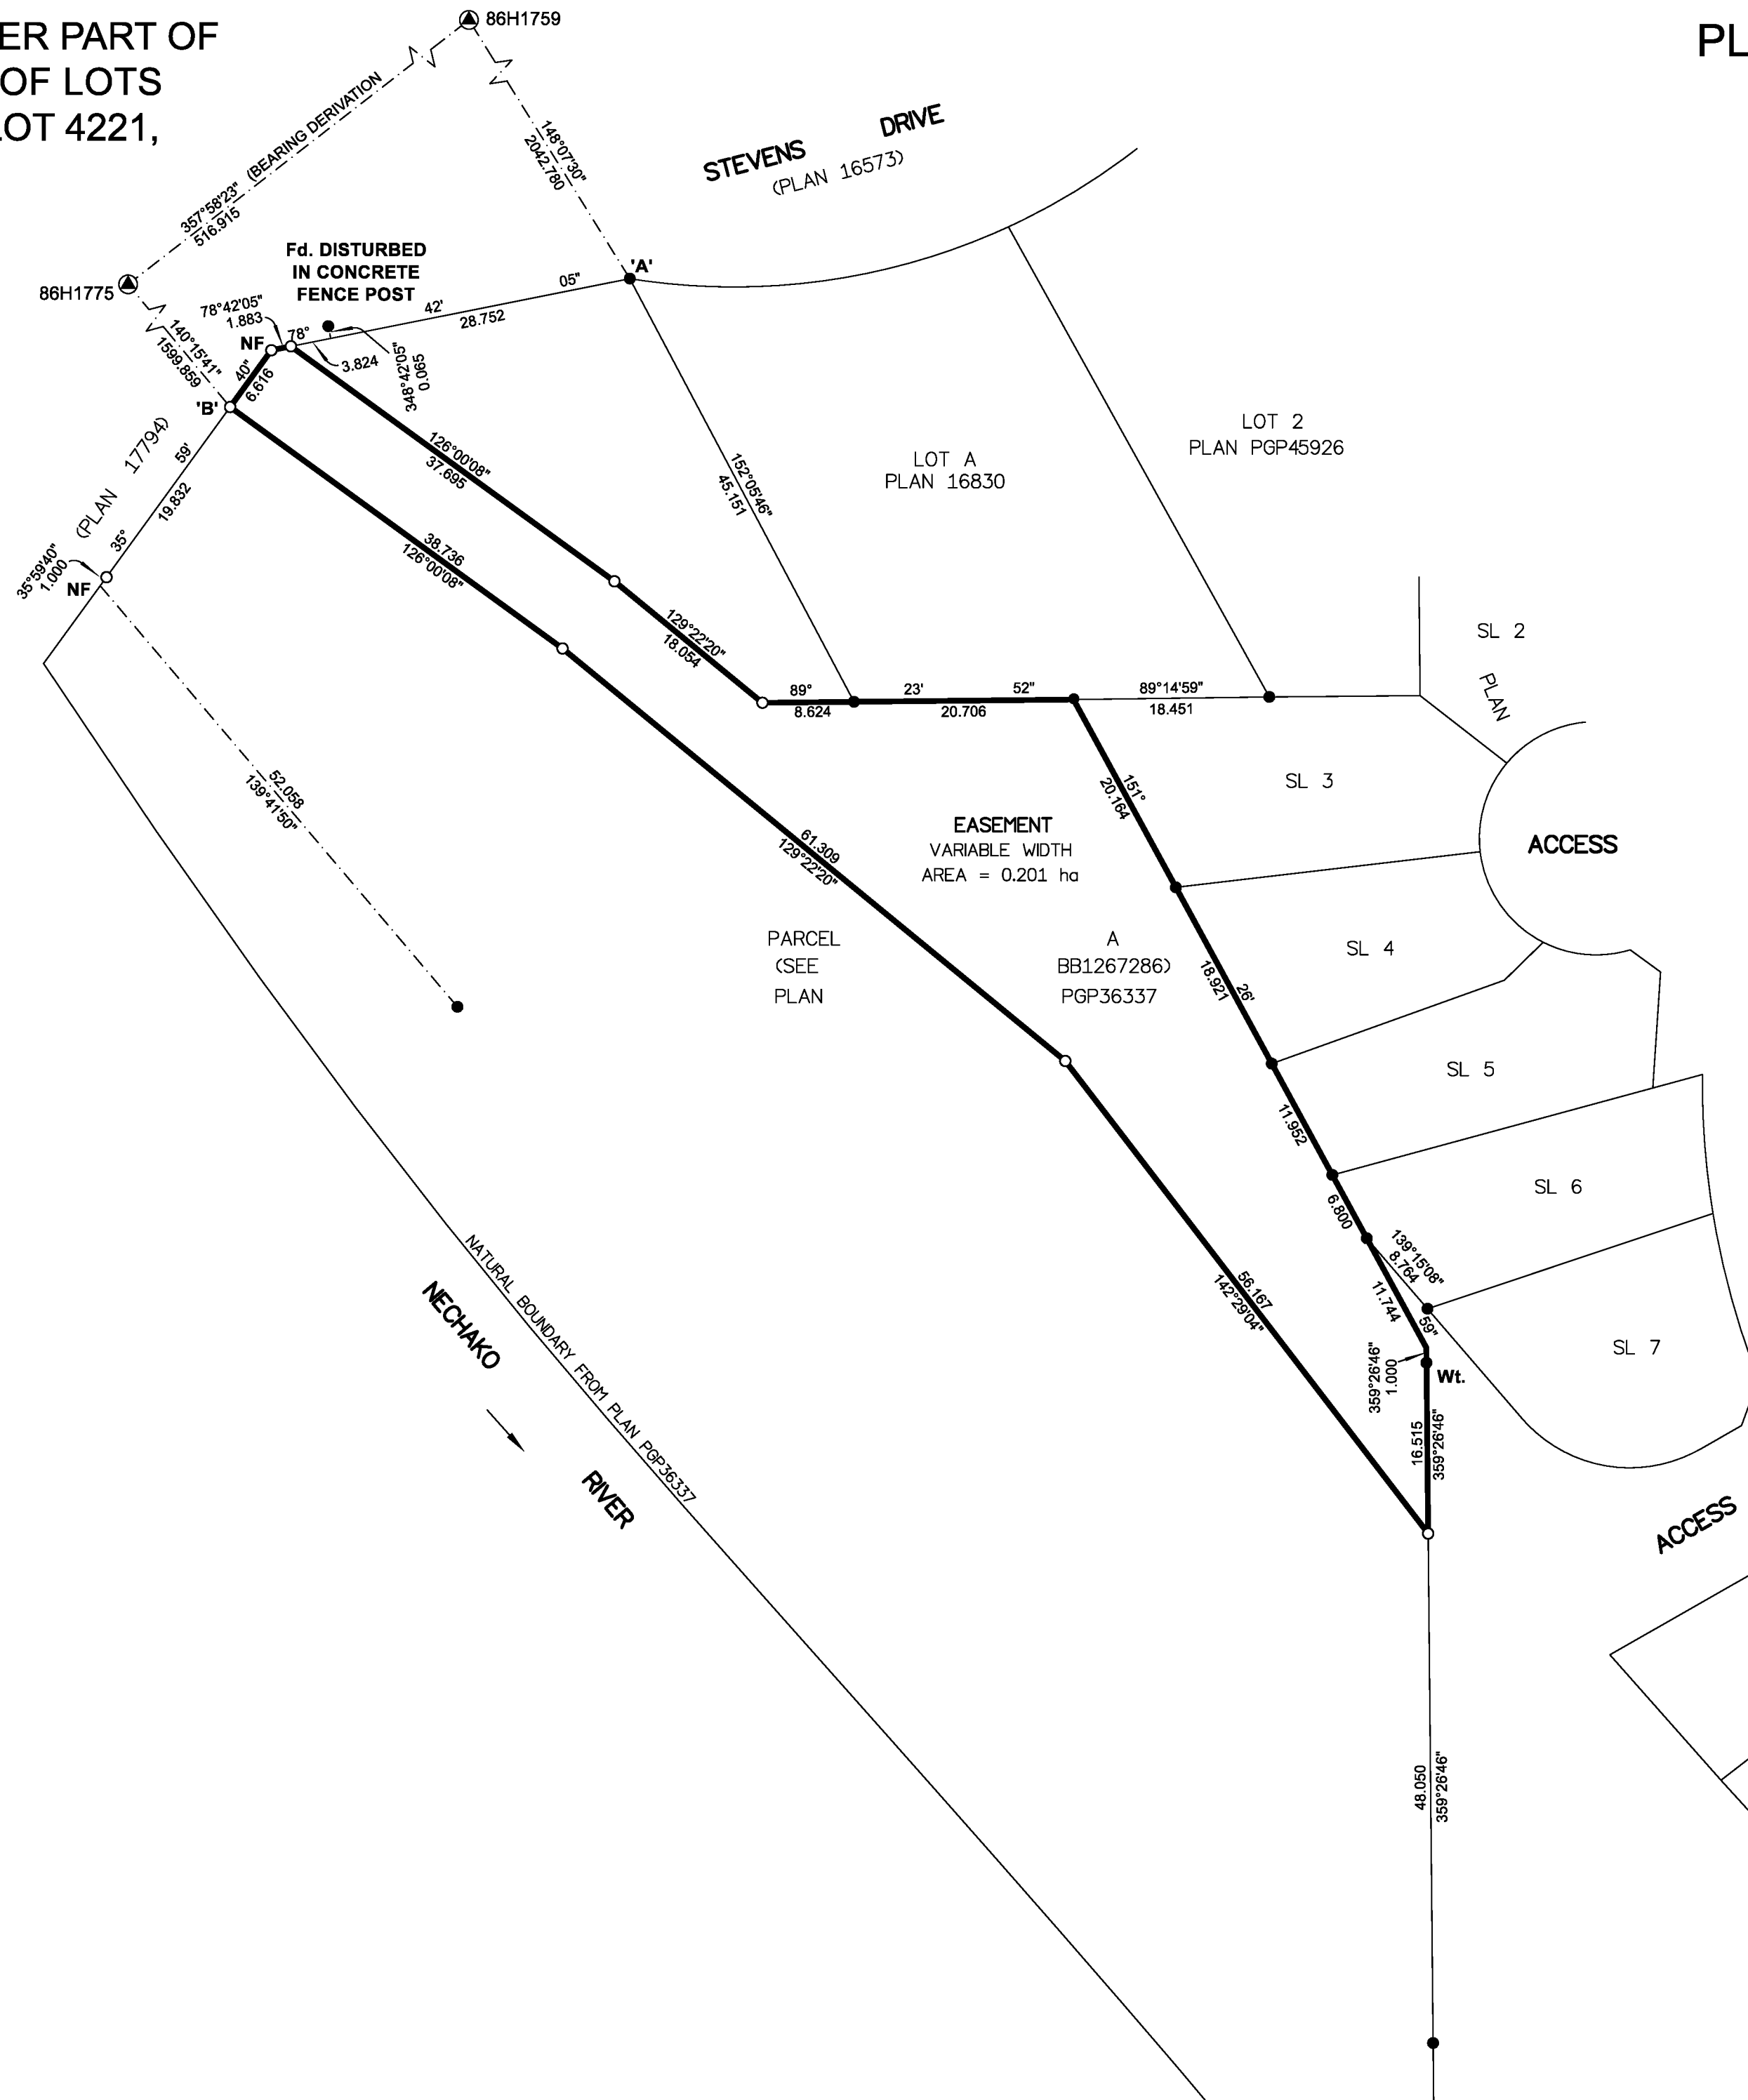 ER PART OF
OF LOTS
LOT 4221,
PL
86H1759
357°58'23" (BEARING DERIVATION
516.915
148°07'30"
2042.780
STEVENS DRIVE
(PLAN 16573)
86H1775
Fd. DISTURBED
IN CONCRETE
FENCE POST
'A'
78° 42' 05"
28.752
78°42'05"
1.883
NF
3.824
348°42'05"
0.065
140°15'41"
1599.859
40"
6.616
'B'
(PLAN 17794)
59'
19.832
35°
35°59'40"
1.000
NF
126°00'08"
37.695
38.736
126°00'08"
152°05'46"
45.151
LOT A
PLAN 16830
LOT 2
PLAN PGP45926
129°22'20"
18.054
89° 23' 52"
8.624
20.706
89°14'59"
18.451
SL 2
PLAN
SL 3
ACCESS
52.058
139°41'50"
151°
20.164
61.309
129°22'20"
EASEMENT
VARIABLE WIDTH
AREA = 0.201 ha
PARCEL A
(SEE BB1267286)
PLAN PGP36337
SL 4
18.921
26'
SL 5
11.952
SL 6
6.800
139°15'08"
8.764
11.744
59"
SL 7
359°26'46"
1.000
Wt.
56.167
142°29'04"
16.515
359°26'46"
NATURAL BOUNDARY FROM PLAN PGP36337
NECHAKO
RIVER
ACCESS
48.050
359°26'46"